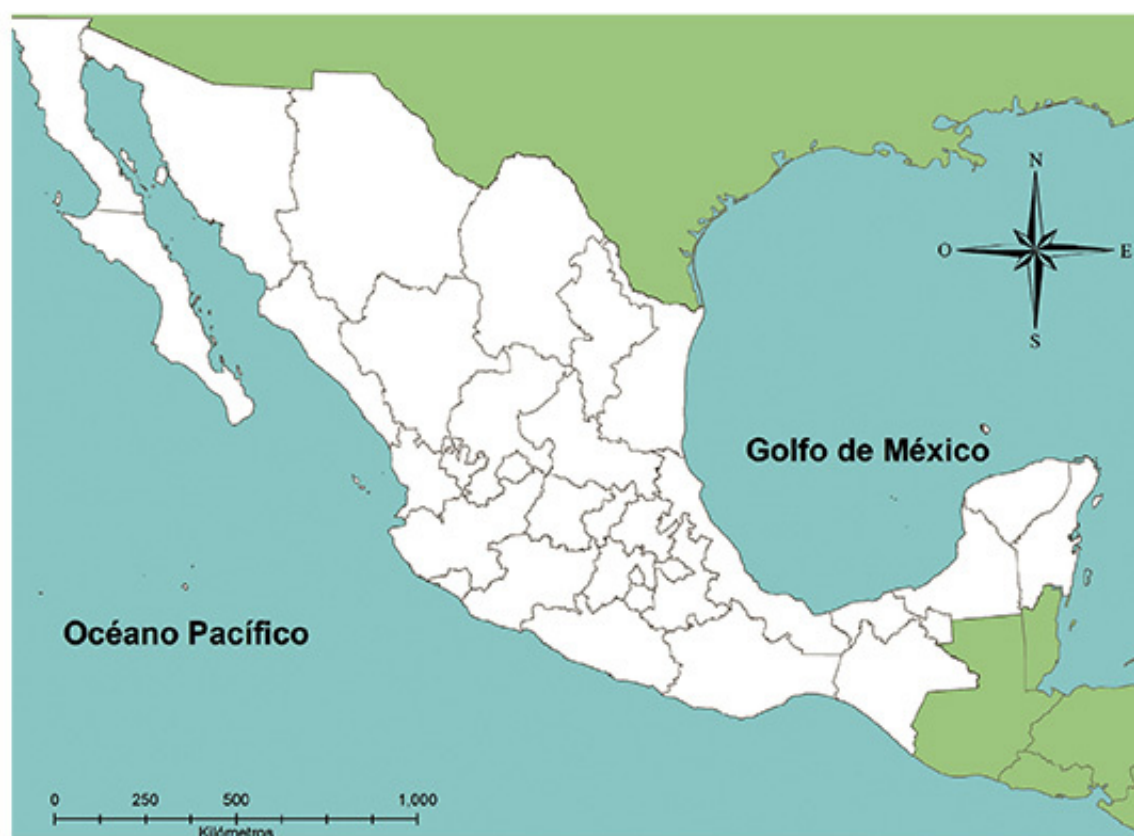 N
O
E
S
Golfo de México
Océano Pacífico
0 250 500 1,000
Kilómetros